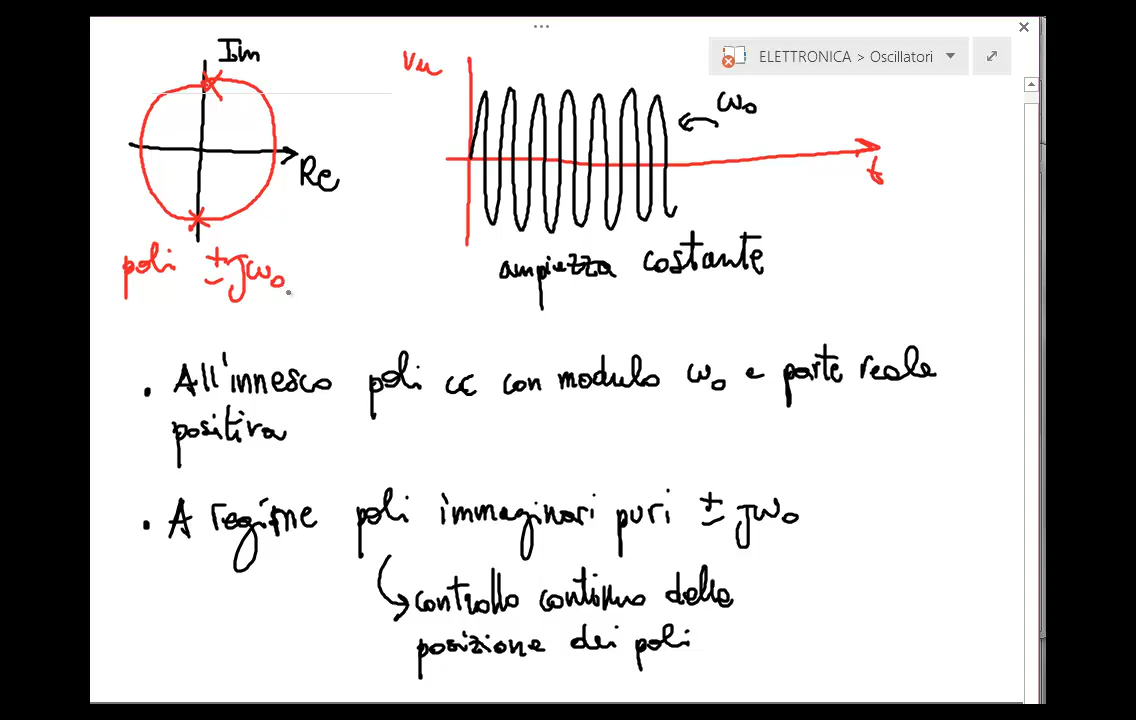 ELETTRONICA > Oscillatori
Im
Re
poli ±jω₀
Vu
ω₀
t
ampiezza costante
. All'innesco poli cc con modulo ω₀ e parte reale
positiva
. A regime poli immaginari puri ± jω₀
controllo continuo della
posizione dei poli